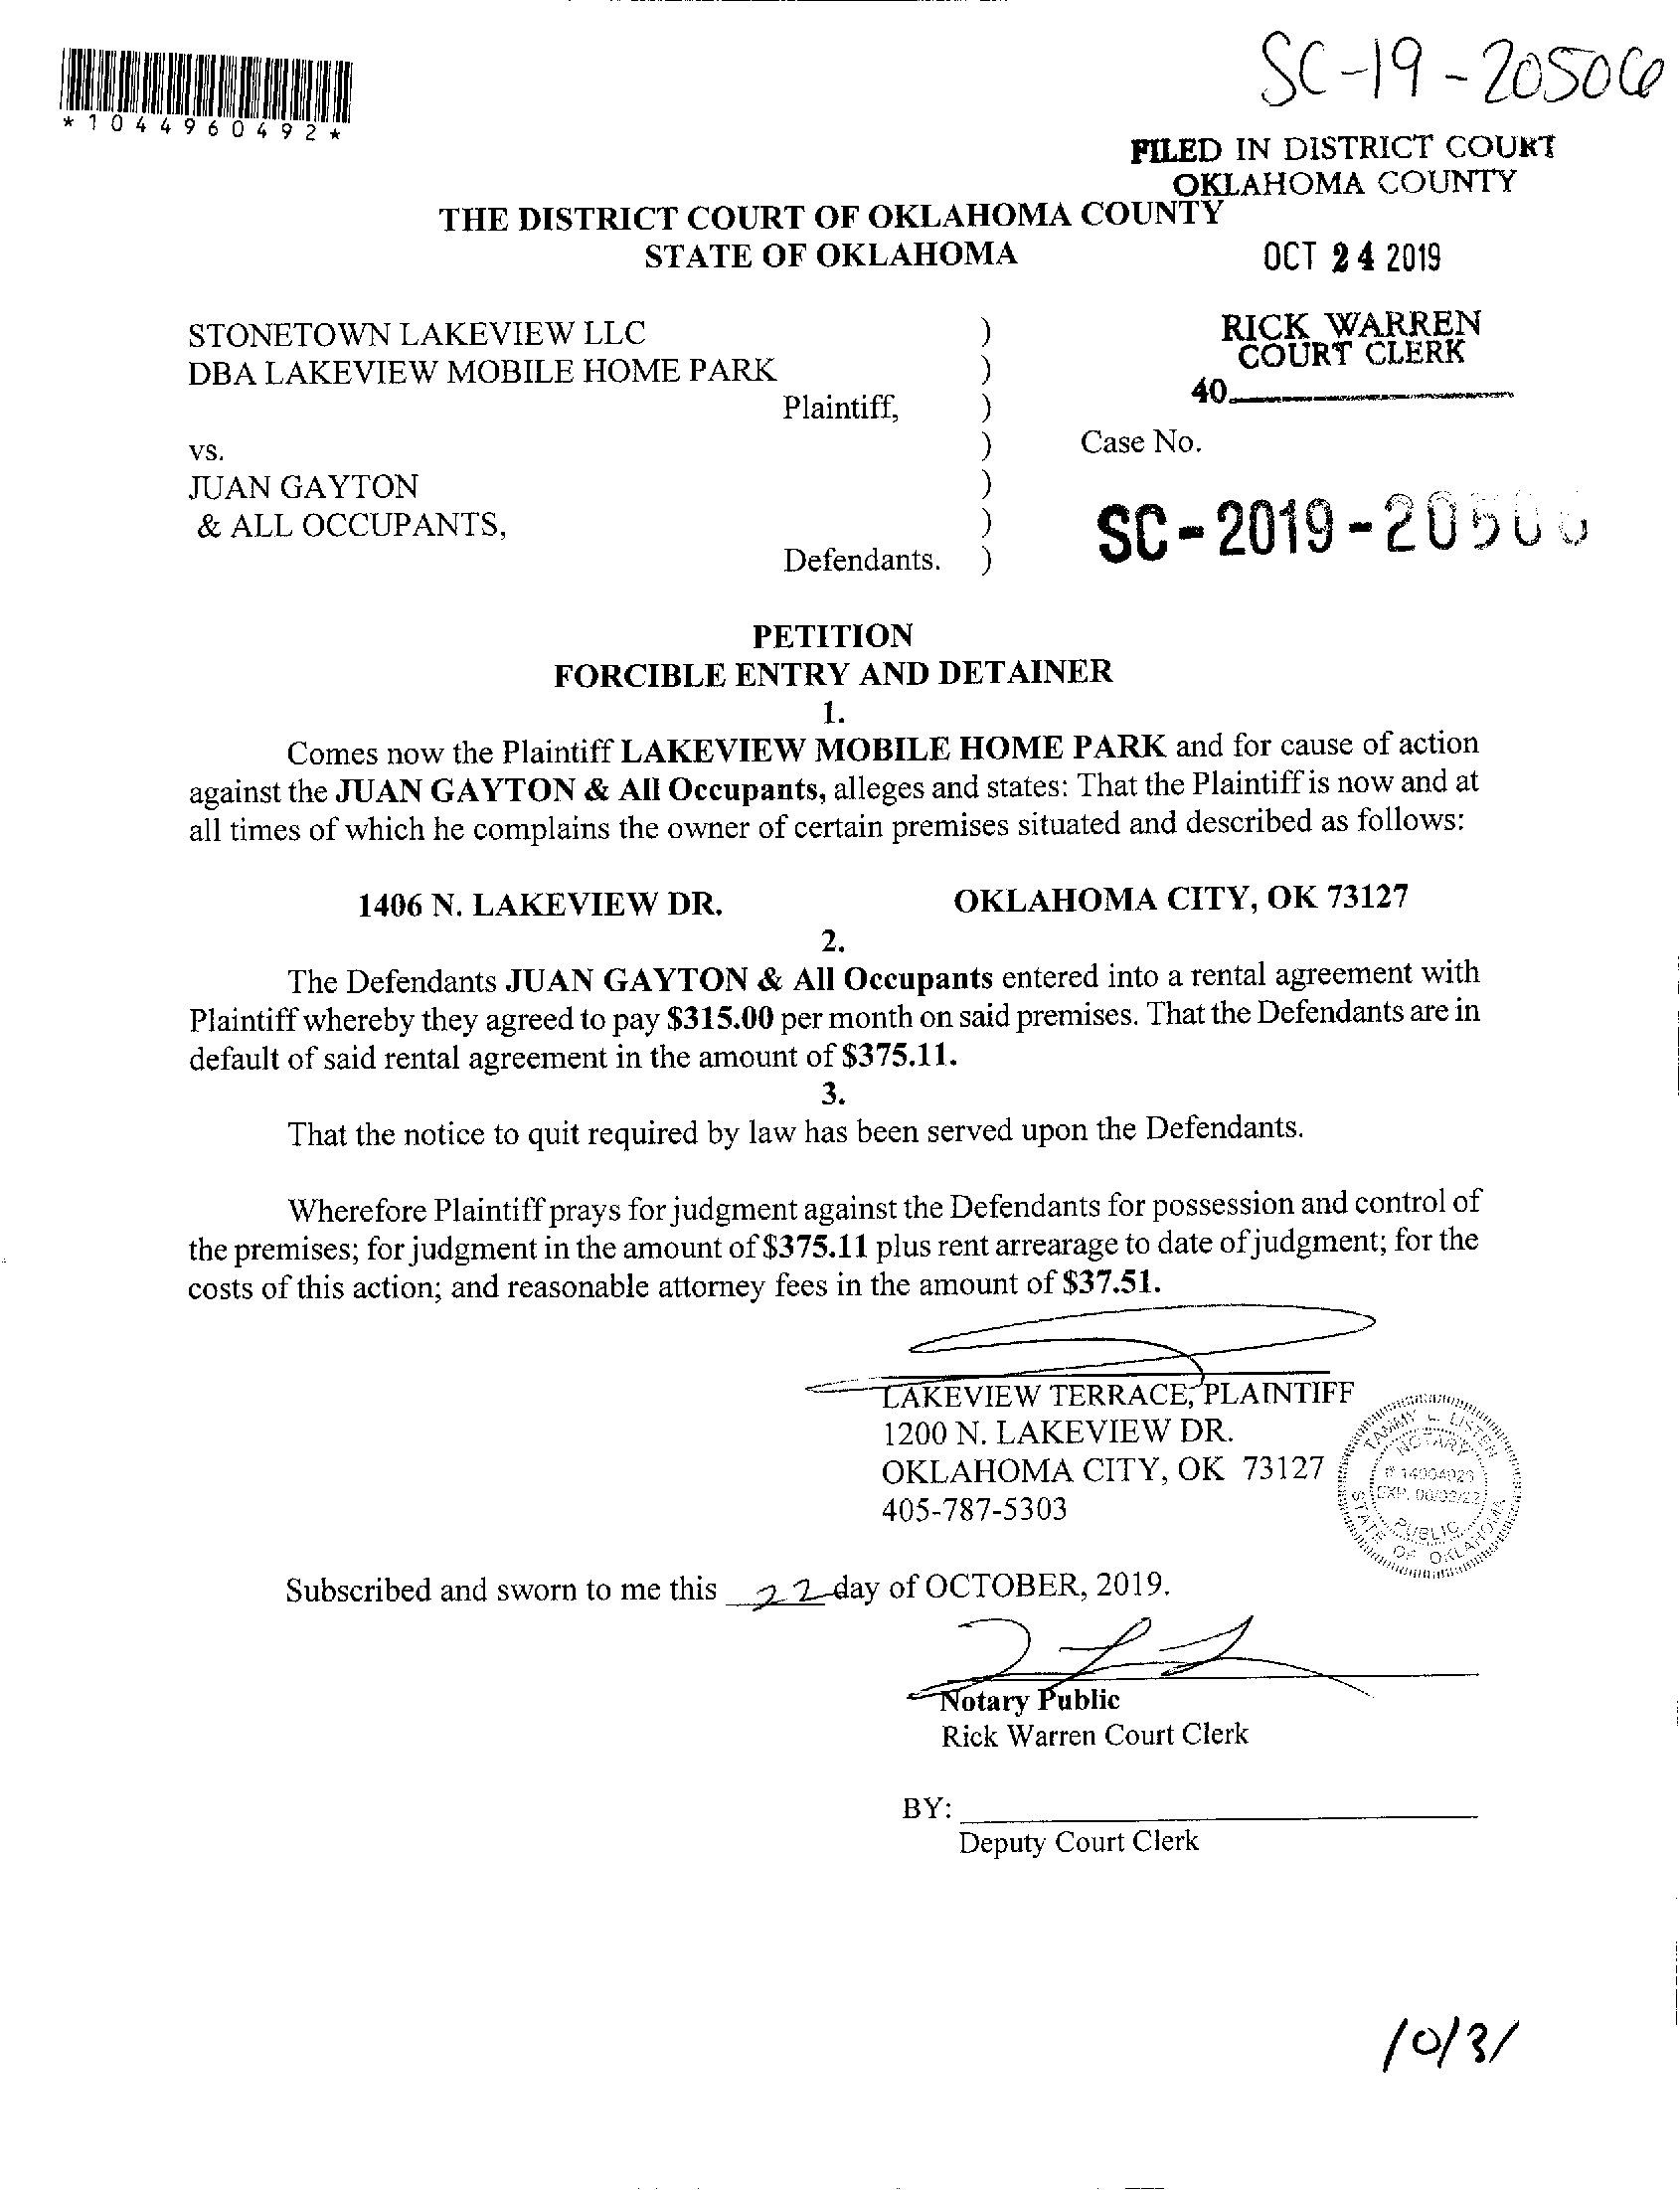 SC-19-20506
*1044960492*
FILED IN DISTRICT COURT
OKLAHOMA COUNTY
THE DISTRICT COURT OF OKLAHOMA COUNTY
STATE OF OKLAHOMA
OCT 24 2019
RICK WARREN
COURT CLERK
40
STONETOWN LAKEVIEW LLC )
DBA LAKEVIEW MOBILE HOME PARK )
Plaintiff, )
vs. ) Case No.
JUAN GAYTON )
& ALL OCCUPANTS, ) SC-2019-20506
Defendants. )
PETITION
FORCIBLE ENTRY AND DETAINER
1.
Comes now the Plaintiff LAKEVIEW MOBILE HOME PARK and for cause of action
against the JUAN GAYTON & All Occupants, alleges and states: That the Plaintiff is now and at
all times of which he complains the owner of certain premises situated and described as follows:
1406 N. LAKEVIEW DR. OKLAHOMA CITY, OK 73127
2.
The Defendants JUAN GAYTON & All Occupants entered into a rental agreement with
Plaintiff whereby they agreed to pay $315.00 per month on said premises. That the Defendants are in
default of said rental agreement in the amount of $375.11.
3.
That the notice to quit required by law has been served upon the Defendants.
Wherefore Plaintiff prays for judgment against the Defendants for possession and control of
the premises; for judgment in the amount of $375.11 plus rent arrearage to date of judgment; for the
costs of this action; and reasonable attorney fees in the amount of $37.51.
LAKEVIEW TERRACE, PLAINTIFF
1200 N. LAKEVIEW DR.
OKLAHOMA CITY, OK 73127
405-787-5303
TAMMY L. LISTEN
NOTARY
PUBLIC
STATE OF OKLAHOMA
Subscribed and sworn to me this 22 day of OCTOBER, 2019.
Notary Public
Rick Warren Court Clerk
BY:
Deputy Court Clerk
10/31